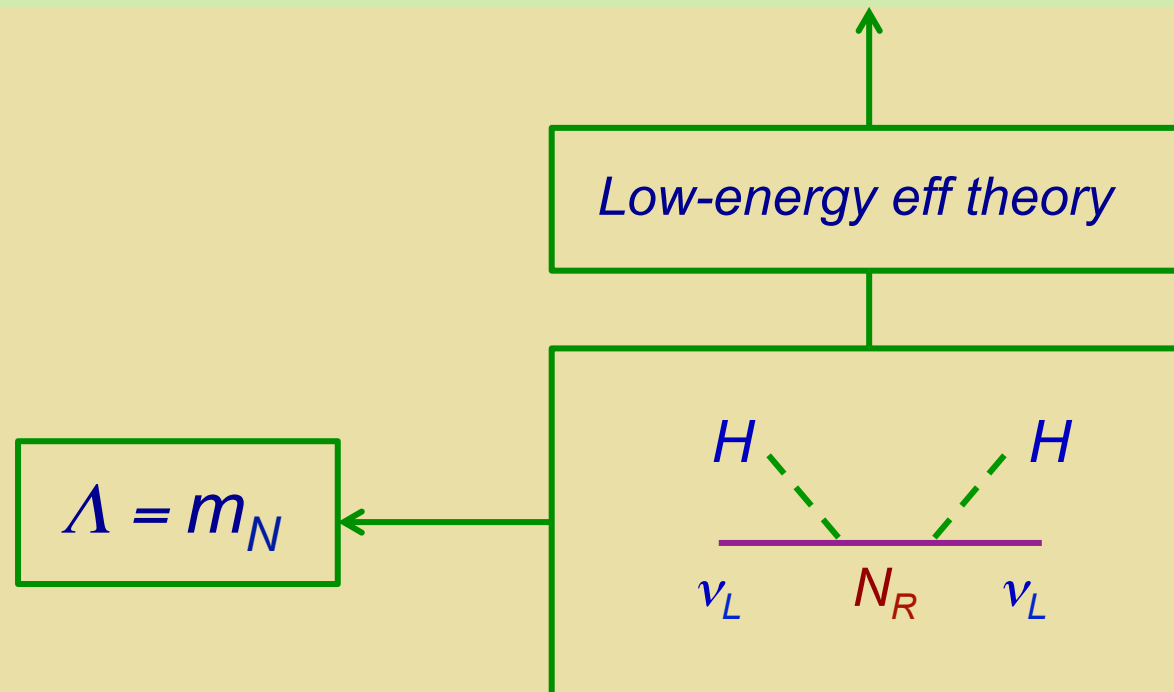 Low-energy eff theory
H H
Λ = m_N
ν_L N_R ν_L